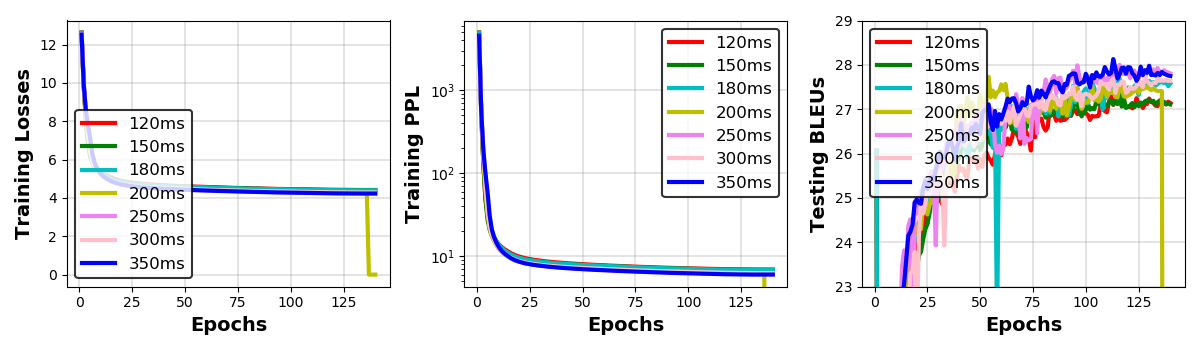 Training Losses
12
10
8
6
4
2
0
120ms
150ms
180ms
200ms
250ms
300ms
350ms
0 25 50 75 100 125
Epochs
Training PPL
10³
10²
10¹
120ms
150ms
180ms
200ms
250ms
300ms
350ms
0 25 50 75 100 125
Epochs
Testing BLEUs
29
28
27
26
25
24
23
120ms
150ms
180ms
200ms
250ms
300ms
350ms
0 25 50 75 100 125
Epochs